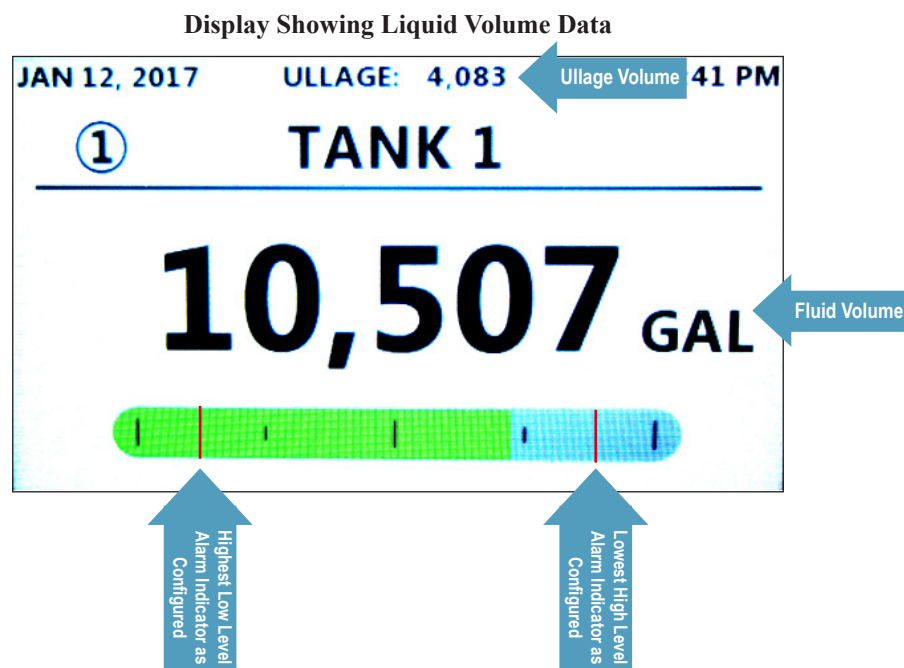 Display Showing Liquid Volume Data
JAN 12, 2017 ULLAGE: 4,083 Ullage Volume 41 PM
① TANK 1
10,507 GAL
Fluid Volume
Highest Low Level
Alarm Indicator as
Configured
Lowest High Level
Alarm Indicator as
Configured